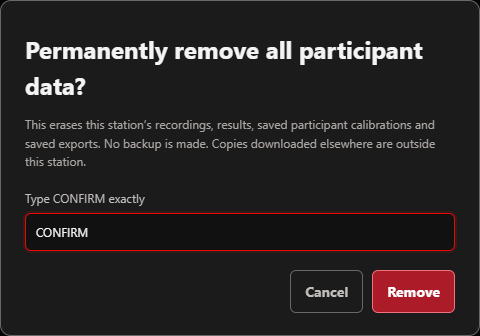 Permanently remove all participant
data?
This erases this station’s recordings, results, saved participant calibrations and
saved exports. No backup is made. Copies downloaded elsewhere are outside
this station.
Type CONFIRM exactly
CONFIRM
Cancel
Remove